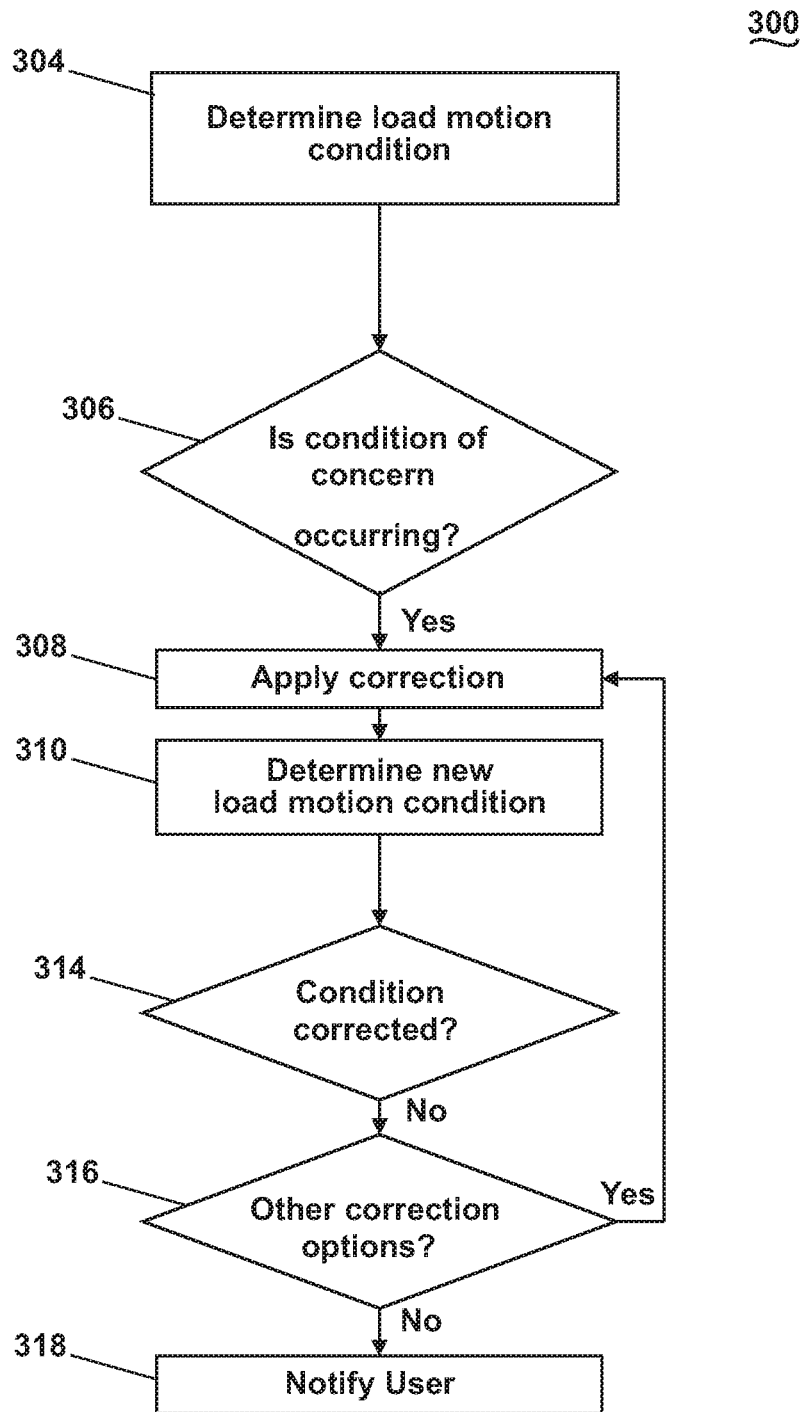 300
304
Determine load motion
condition
306
Is condition of
concern
occurring?
Yes
308
Apply correction
310
Determine new
load motion condition
314
Condition
corrected?
No
316
Other correction
options?
Yes
No
318
Notify User